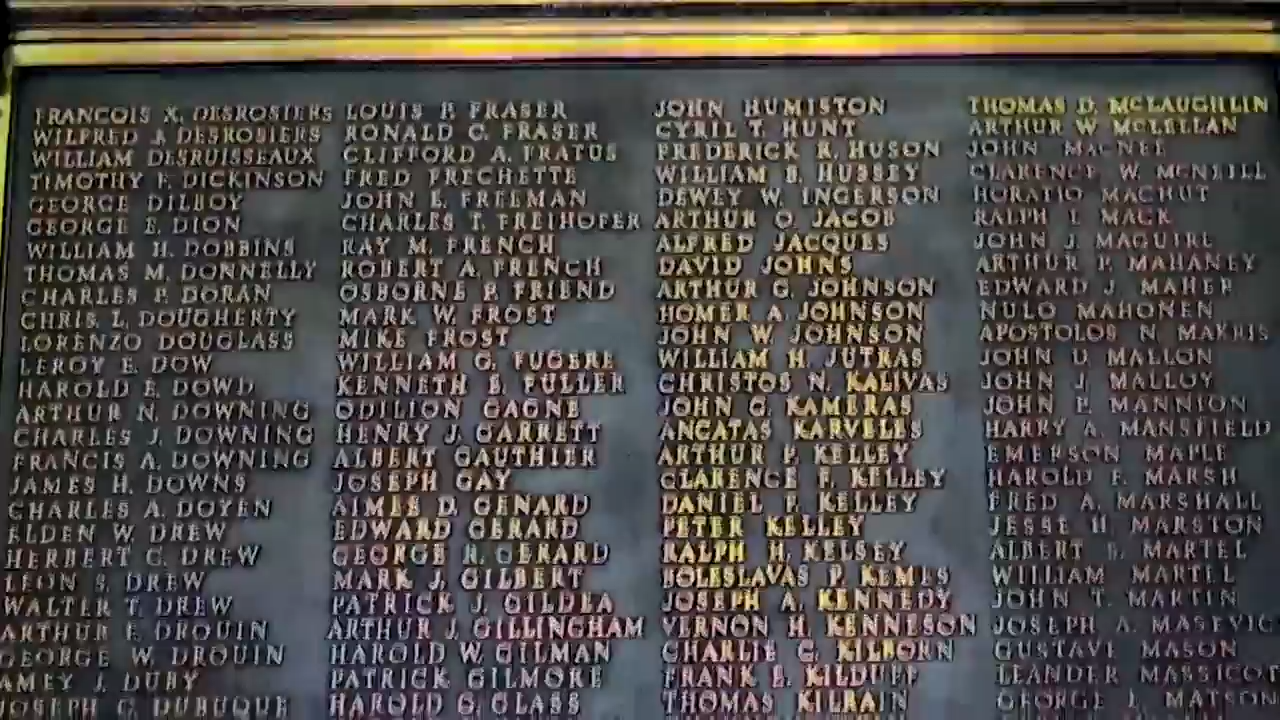 FRANCOIS X. DESROSIERS
WILFRED J. DESROSIERS
WILLIAM DESRUISSEAUX
TIMOTHY F. DICKINSON
GEORGE DILBOY
GEORGE E. DION
WILLIAM H. DOBBINS
THOMAS M. DONNELLY
CHARLES P. DORAN
CHRIS L. DOUGHERTY
LORENZO DOUGLASS
LEROY E. DOW
HAROLD E. DOWD
ARTHUR N. DOWNING
CHARLES J. DOWNING
FRANCIS A. DOWNING
JAMES H. DOWNS
CHARLES A. DOYEN
ELDEN W. DREW
HERBERT C. DREW
LEON S. DREW
WALTER T. DREW
ARTHUR E. DROUIN
GEORGE W. DROUIN
AMEY J. DUBY
JOSEPH G. DUBUQUE
LOUIS P. FRASER
RONALD G. FRASER
CLIFFORD A. FRATUS
FRED FRECHETTE
JOHN E. FREEMAN
CHARLES T. FREIHOFER
RAY M. FRENCH
ROBERT A. FRENCH
OSBORNE P. FRIEND
MARK W. FROST
MIKE FROST
WILLIAM G. FUGERE
KENNETH E. FULLER
ODILION GAGNE
HENRY J. GARRETT
ALBERT GAUTHIER
JOSEPH GAY
AIMES D. GENARD
EDWARD GERARD
GEORGE R. GERARD
MARK J. GILBERT
PATRICK J. GILDEA
ARTHUR J. GILLINGHAM
HAROLD W. GILMAN
PATRICK GILMORE
HAROLD G. GLASS
JOHN HUMISTON
CYRIL T. HUNT
FREDERICK R. HUSON
WILLIAM B. HUSSEY
DEWEY W. INGERSON
ARTHUR O. JACOB
ALFRED JACQUES
DAVID JOHNS
ARTHUR G. JOHNSON
HOMER A JOHNSON
JOHN W JOHNSON
WILLIAM H. JUTRAS
CHRISTOS N. KALIVAS
JOHN G. KAMERAS
ANGATAS KARVELES
ARTHUR P. KELLEY
CLARENCE F. KELLEY
DANIEL F. KELLEY
PETER KELLEY
RALPH H. KELSEY
BOLESLAVAS P. KEMES
JOSEPH A. KENNEDY
VERNON H. KENNESON
CHARLIE G. KILBORN
FRANK E. KILDUFF
THOMAS KILRAIN
THOMAS D. MCLAUGHLIN
ARTHUR W MCLELLAN
JOHN MACNEE
CLARENCE W. MCNEILL
HORATIO MACHUT
RALPH L MACK
JOHN J. MAGUIRE
ARTHUR P. MAHANEY
EDWARD J. MAHER
NULO MAHONEN
APOSTOLOS N. MAKRIS
JOHN D. MALLON
JOHN J. MALLOY
JOHN P. MANNION
HARRY A. MANSFIELD
EMERSON MAPLE
HAROLD F. MARSH
FRED A. MARSHALL
JESSE H. MARSTON
ALBERT MARTEL
WILLIAM MARTEL
JOHN T. MARTIN
JOSEPH A. MASEVIC
GUSTAVE MASON
LEANDER MASSICOT
GEORGE L. MATSON